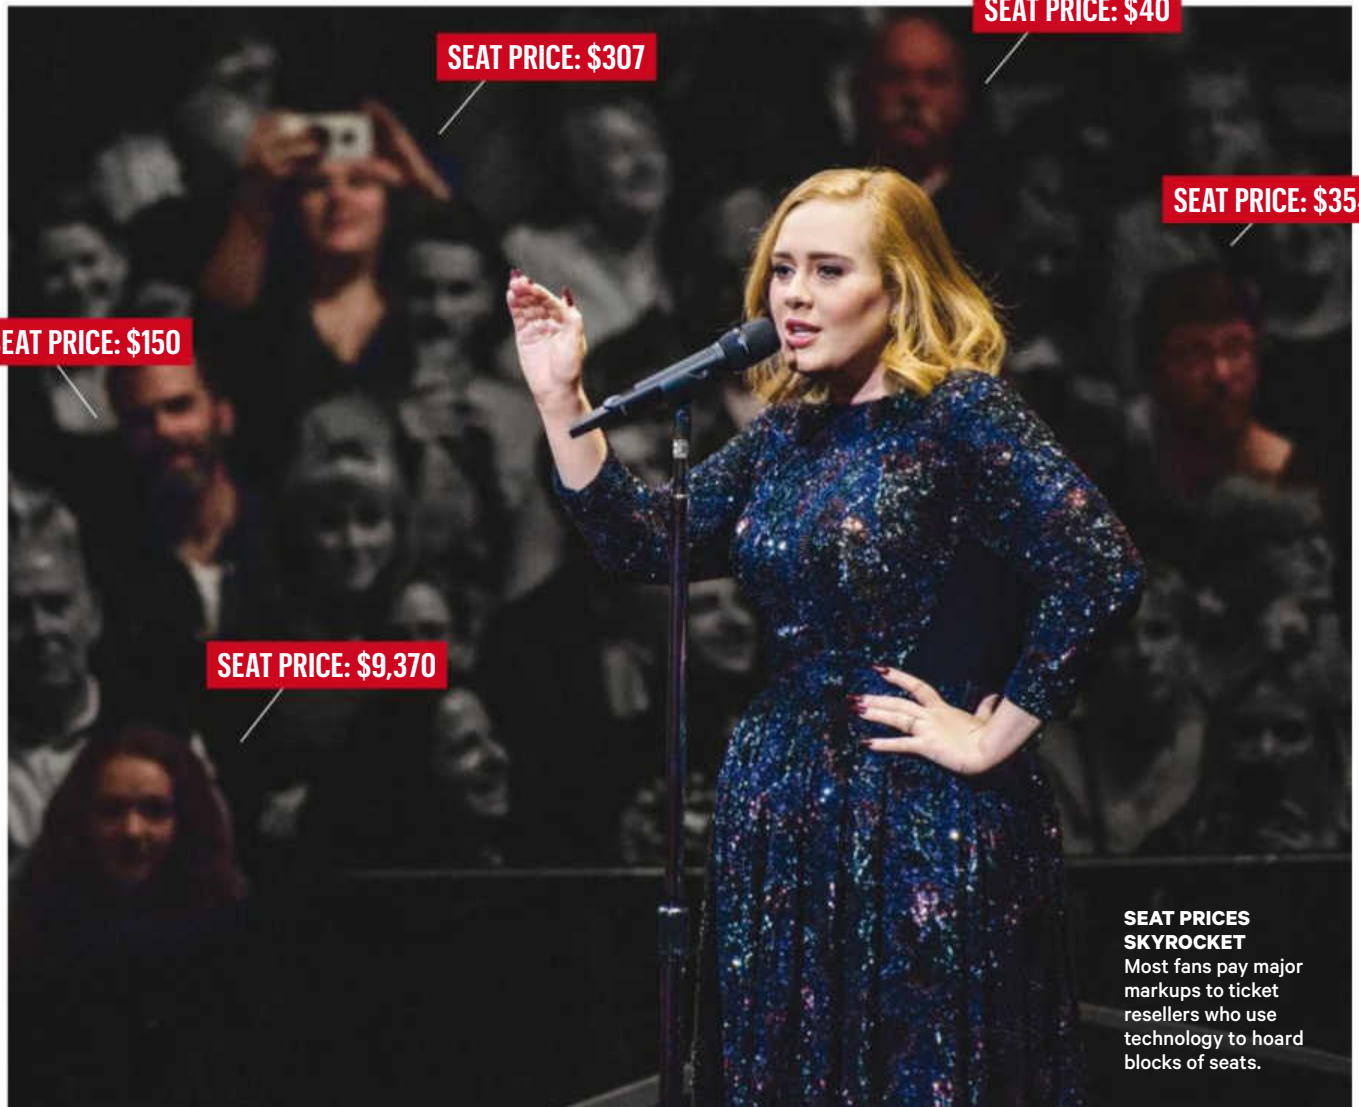 SEAT PRICE: $40
SEAT PRICE: $307
SEAT PRICE: $35
SEAT PRICE: $150
SEAT PRICE: $9,370
SEAT PRICES
SKYROCKET
Most fans pay major
markups to ticket
resellers who use
technology to hoard
blocks of seats.